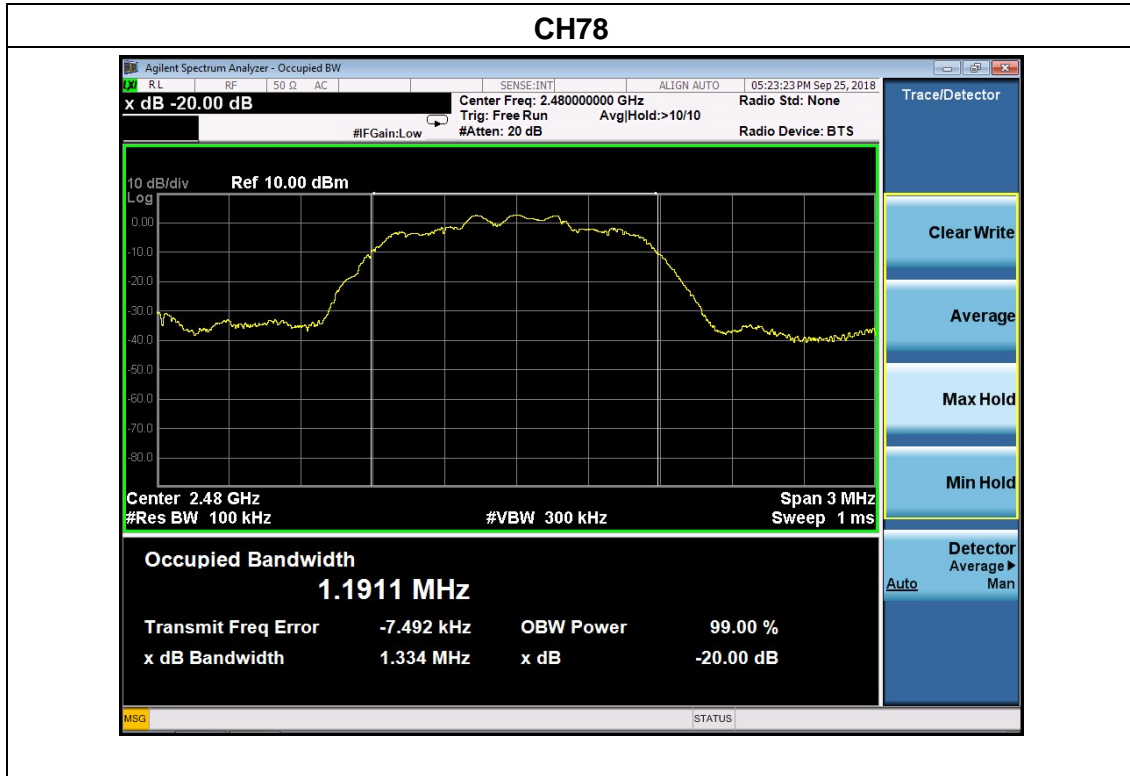 CH78
Agilent Spectrum Analyzer - Occupied BW
LXI RL RF 50 Ω AC SENSE:INT ALIGN AUTO 05:23:23 PM Sep 25, 2018
x dB -20.00 dB
Center Freq: 2.480000000 GHz
Radio Std: None
Trig: Free Run Avg|Hold:>10/10
#IFGain:Low #Atten: 20 dB Radio Device: BTS
10 dB/div Ref 10.00 dBm
Log
0.00
-10.0
-20.0
-30.0
-40.0
-50.0
-60.0
-70.0
-80.0
Center 2.48 GHz Span 3 MHz
#Res BW 100 kHz #VBW 300 kHz Sweep 1 ms
Occupied Bandwidth
1.1911 MHz
Transmit Freq Error -7.492 kHz OBW Power 99.00 %
x dB Bandwidth 1.334 MHz x dB -20.00 dB
MSG STATUS
Trace/Detector
Clear Write
Average
Max Hold
Min Hold
Detector
Average
Auto Man